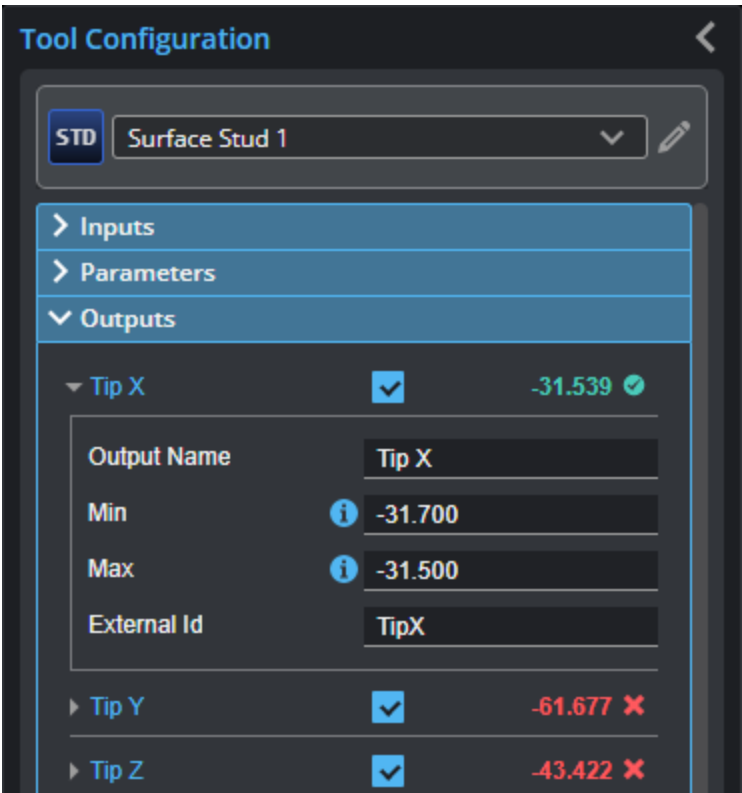 Tool Configuration
STD Surface Stud 1
Inputs
Parameters
Outputs
Tip X -31.539
Output Name Tip X
Min -31.700
Max -31.500
External Id TipX
Tip Y -61.677
Tip Z -43.422